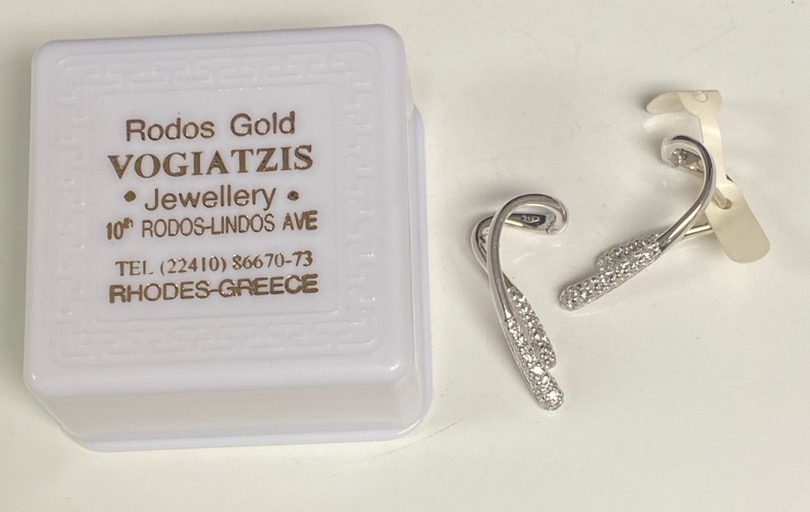 Rodos Gold
VOGIATZIS
• Jewellery •
10th RODOS-LINDOS AVE
TEL (22410) 86670-73
RHODES-GREECE